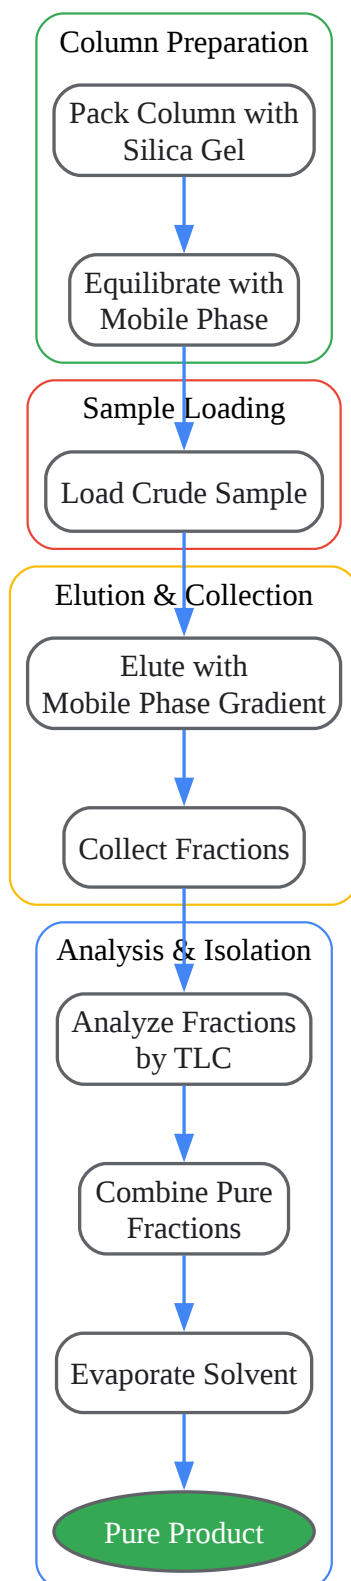 Column Preparation
Pack Column with
Silica Gel
Equilibrate with
Mobile Phase
Sample Loading
Load Crude Sample
Elution & Collection
Elute with
Mobile Phase Gradient
Collect Fractions
Analysis & Isolation
Analyze Fractions
by TLC
Combine Pure
Fractions
Evaporate Solvent
Pure Product